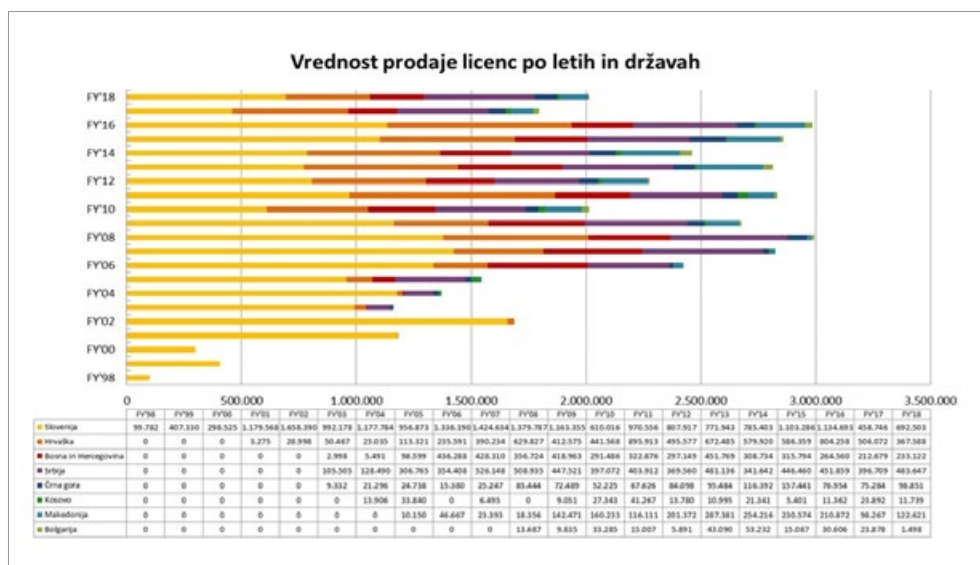 Vrednost prodaje licenc po letih in državah
FY'18
FY'16
FY'14
FY'12
FY'10
FY'08
FY'06
FY'04
FY'02
FY'00
FY'98
0 500.000 1.000.000 1.500.000 2.000.000 2.500.000 3.000.000 3.500.000
FY'98 FY'99 FY'00 FY'01 FY'02 FY'03 FY'04 FY'05 FY'06 FY'07 FY'08 FY'09 FY'10 FY'11 FY'12 FY'13 FY'14 FY'15 FY'16 FY'17 FY'18
Slovenija 99.782 407.330 298.525 1.179.568 1.658.390 992.178 1.177.784 956.873 1.336.190 1.424.634 1.379.787 1.163.355 610.016 970.556 807.917 771.943 785.403 1.103.286 1.134.693 458.746 692.503
Hrvaška 0 0 0 3.275 28.998 50.467 23.035 113.321 235.591 390.234 629.827 412.575 441.568 895.913 495.577 672.485 579.920 586.359 804.258 506.072 367.588
Bosna in Hercegovina 0 0 0 0 0 2.998 5.491 98.599 436.288 428.310 356.724 418.963 291.486 322.876 297.149 451.769 308.734 315.794 264.560 212.679 233.122
Srbija 0 0 0 0 0 105.505 128.490 306.765 354.408 526.148 508.935 447.521 397.072 403.912 369.560 481.136 341.642 446.460 451.859 396.709 483.647
Črna gora 0 0 0 0 0 9.332 21.296 24.738 15.380 25.247 85.444 72.489 52.225 67.626 84.098 95.484 116.392 157.441 76.954 75.284 98.851
Kosovo 0 0 0 0 0 0 13.906 33.840 0 6.495 0 9.051 27.343 41.267 13.780 10.995 21.341 5.401 11.362 23.892 11.739
Makedonija 0 0 0 0 0 0 0 10.150 46.667 23.393 18.356 142.471 160.233 116.111 201.372 287.381 254.216 230.574 210.872 98.267 122.621
Bolgarija 0 0 0 0 0 0 0 0 0 0 13.687 9.835 33.285 15.007 5.891 43.090 53.232 15.087 30.606 23.878 1.498